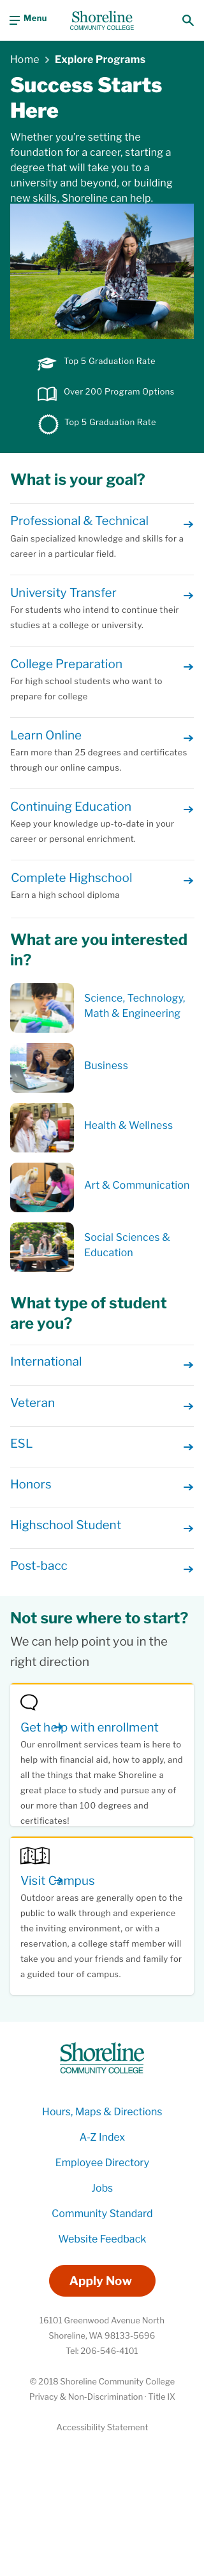 Menu
Shoreline
COMMUNITY COLLEGE
Home > Explore Programs
Success Starts
Here
Whether you're setting the
foundation for a career, starting a
degree that will take you to a
university and beyond, or building
new skills, Shoreline can help.
Top 5 Graduation Rate
Over 200 Program Options
Top 5 Graduation Rate
What is your goal?
Professional & Technical
Gain specialized knowledge and skills for a
career in a particular field.
University Transfer
For students who intend to continue their
studies at a college or university.
College Preparation
For high school students who want to
prepare for college
Learn Online
Earn more than 25 degrees and certificates
through our online campus.
Continuing Education
Keep your knowledge up-to-date in your
career or personal enrichment.
Complete Highschool
Earn a high school diploma
What are you interested
in?
Science, Technology,
Math & Engineering
Business
Health & Wellness
Art & Communication
Social Sciences &
Education
What type of student
are you?
International
Veteran
ESL
Honors
Highschool Student
Post-bacc
Not sure where to start?
We can help point you in the
right direction
Get help with enrollment
Our enrollment services team is here to
help with financial aid, how to apply, and
all the things that make Shoreline a
great place to study and pursue any of
our more than 100 degrees and
certificates!
Visit Campus
Outdoor areas are generally open to the
public to walk through and experience
the inviting environment, or with a
reservation, a college staff member will
take you and your friends and family for
a guided tour of campus.
Shoreline
COMMUNITY COLLEGE
Hours, Maps & Directions
A-Z Index
Employee Directory
Jobs
Community Standard
Website Feedback
Apply Now
16101 Greenwood Avenue North
Shoreline, WA 98133-5696
Tel: 206-546-4101
© 2018 Shoreline Community College
Privacy & Non-Discrimination · Title IX
Accessibility Statement